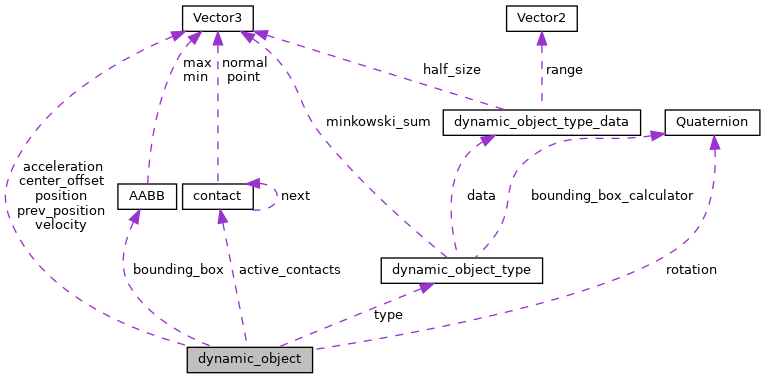 Vector3
Vector2
max
min
normal
point
half_size
range
minkowski_sum
dynamic_object_type_data
Quaternion
acceleration
center_offset
position
prev_position
velocity
AABB
contact
next
data
bounding_box_calculator
bounding_box
active_contacts
dynamic_object_type
rotation
type
dynamic_object